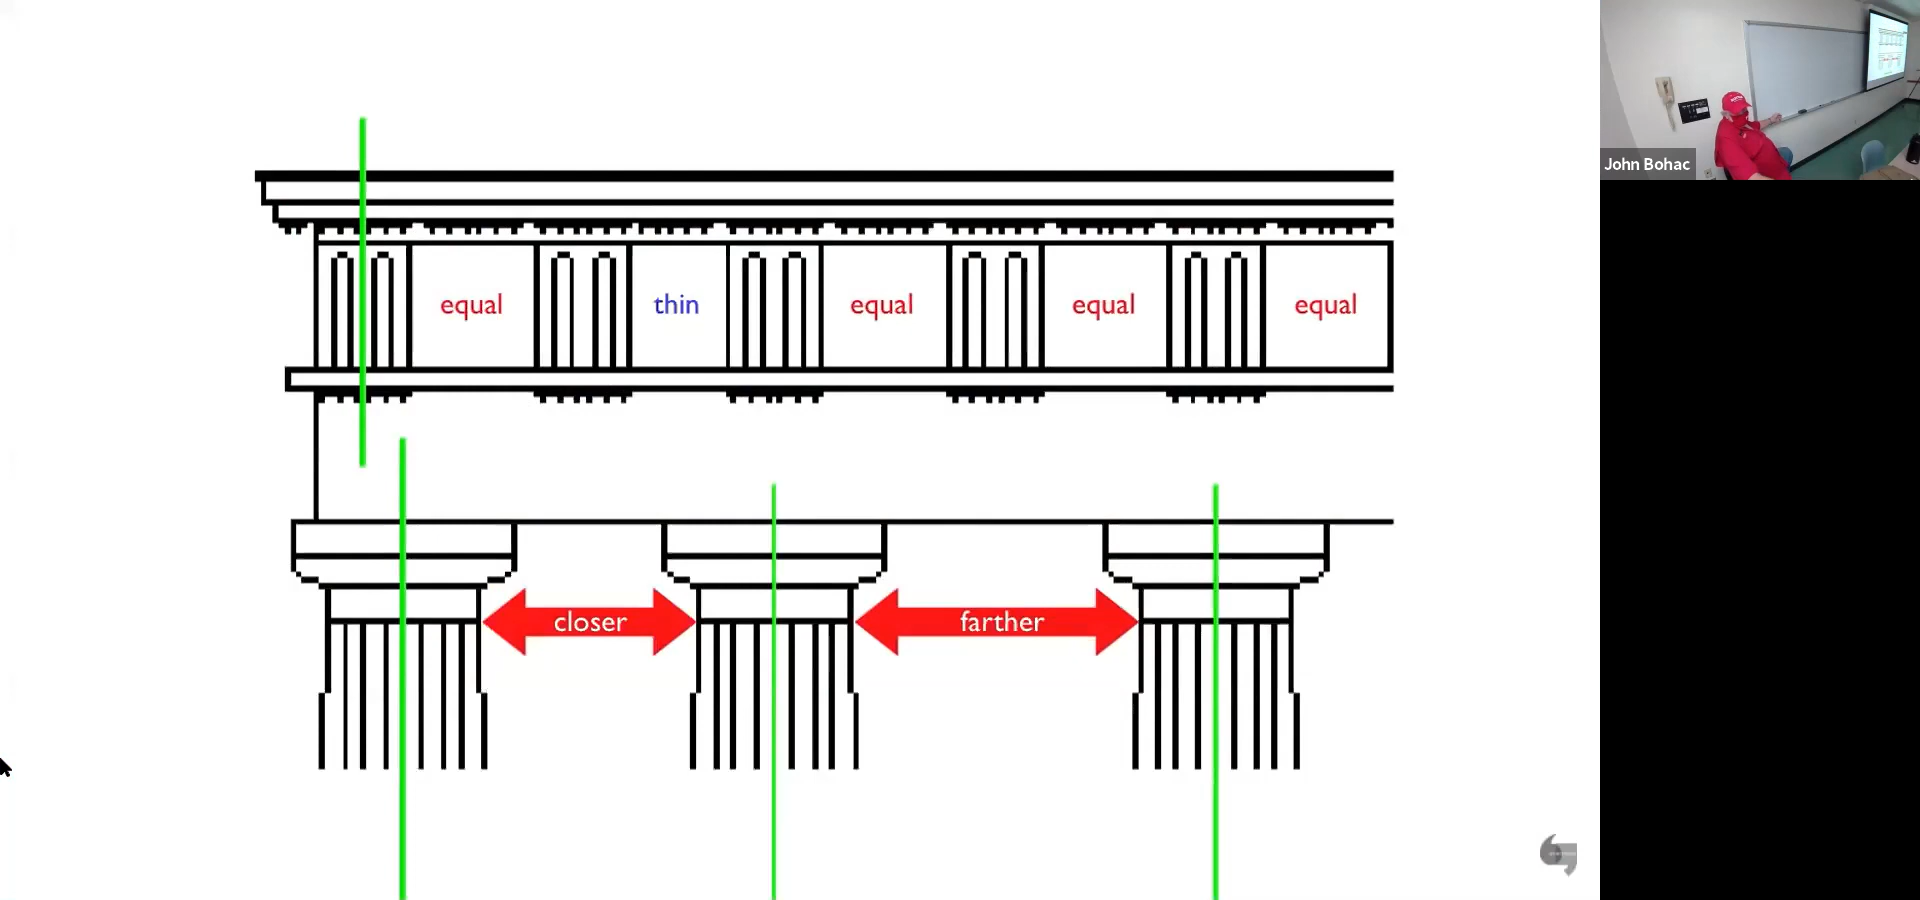 equal
thin
equal
equal
equal
closer
farther
John Bohac